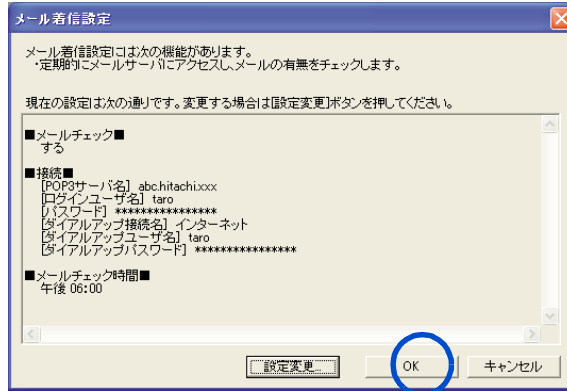 メール着信設定
メール着信設定には次の機能があります。
・定期的にメールサーバにアクセスし、メールの有無をチェックします。
現在の設定は次の通りです。変更する場合は[設定変更]ボタンを押してください。
■メールチェック■
する
■接続■
[POP3サーバ名] abc.hitachi.xxx
[ログインユーザ名] taro
[パスワード] ****************
[ダイアルアップ接続名] インターネット
[ダイアルアップユーザ名] taro
[ダイアルアップパスワード] ****************
■メールチェック時間■
午後 06:00
設定変更... OK キャンセル